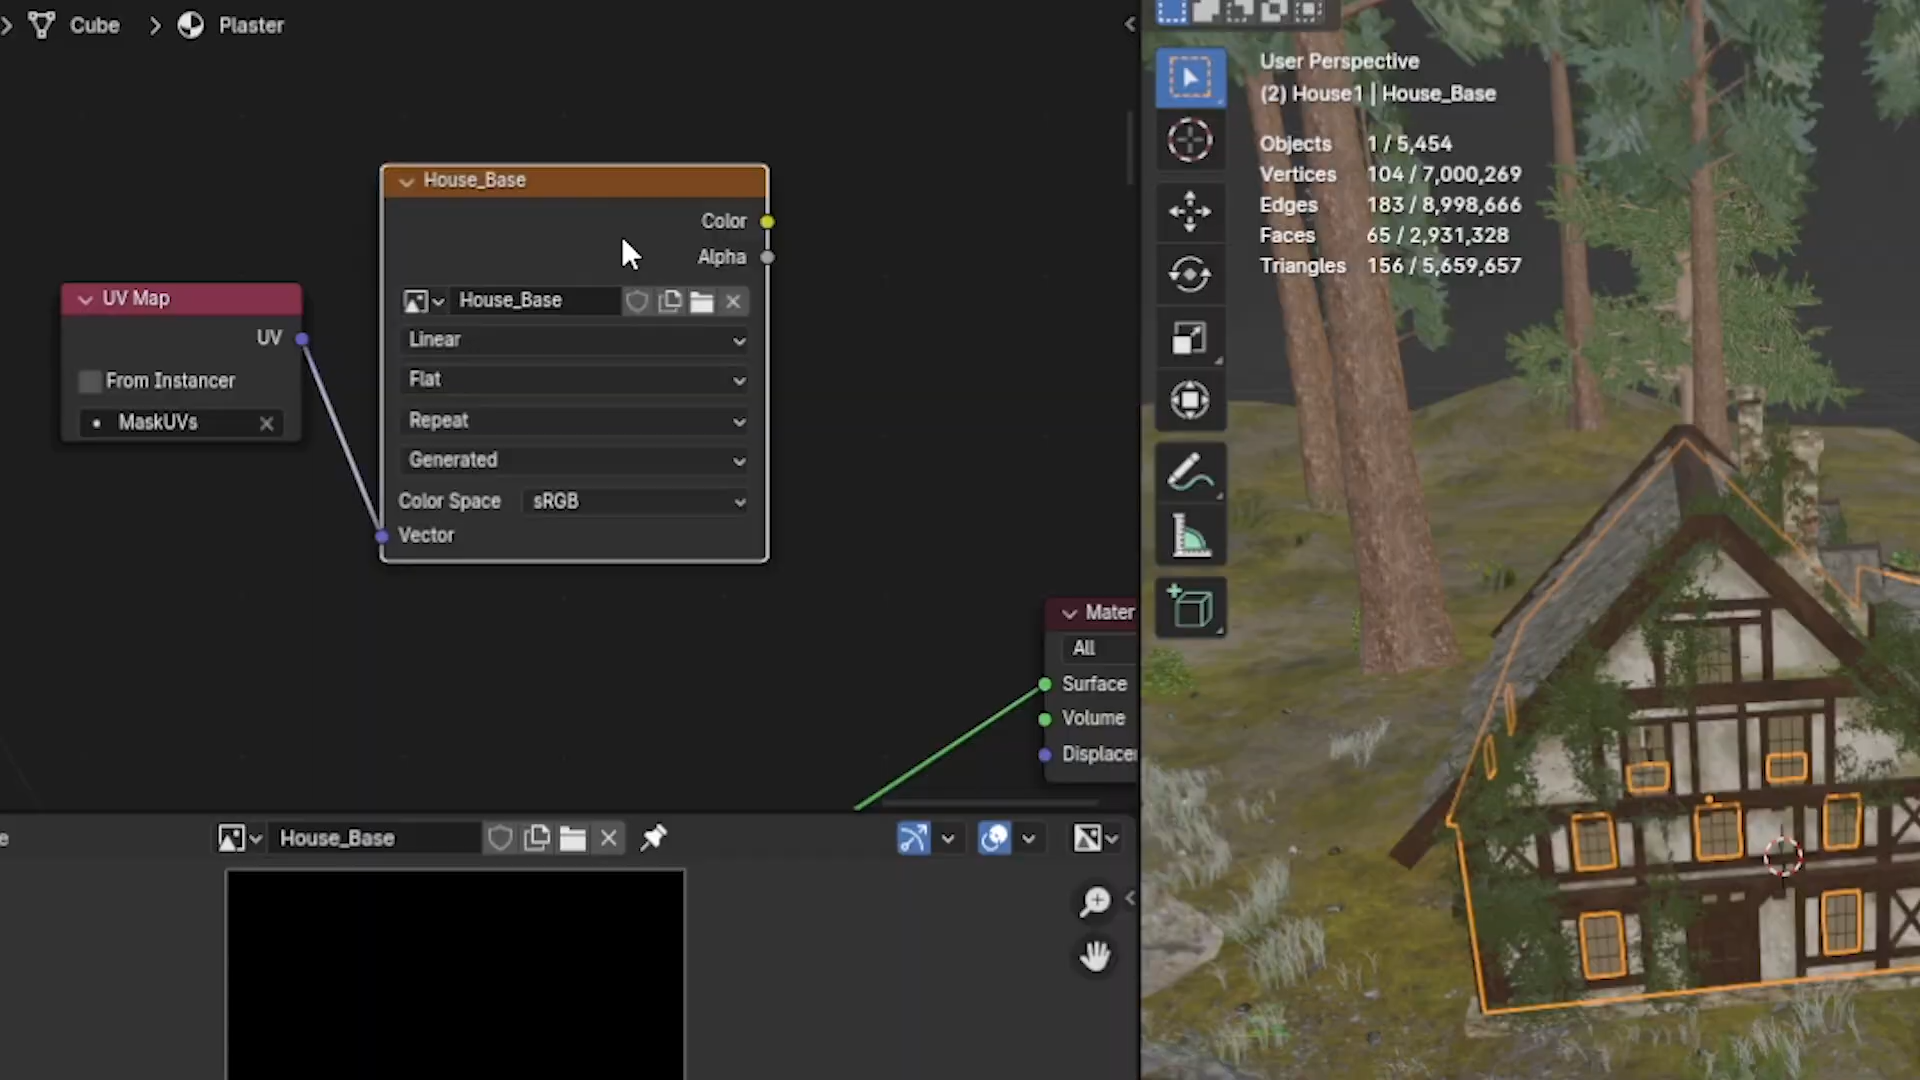 Cube
Plaster
House_Base
Color
Alpha
House_Base
Linear
Flat
Repeat
Generated
Color Space sRGB
Vector
UV Map
UV
From Instancer
MaskUVs
Mater
All
Surface
Volume
Displacer
House_Base
User Perspective
(2) House1 | House_Base
Objects 1 / 5,454
Vertices 104 / 7,000,269
Edges 183 / 8,998,666
Faces 65 / 2,931,328
Triangles 156 / 5,659,657